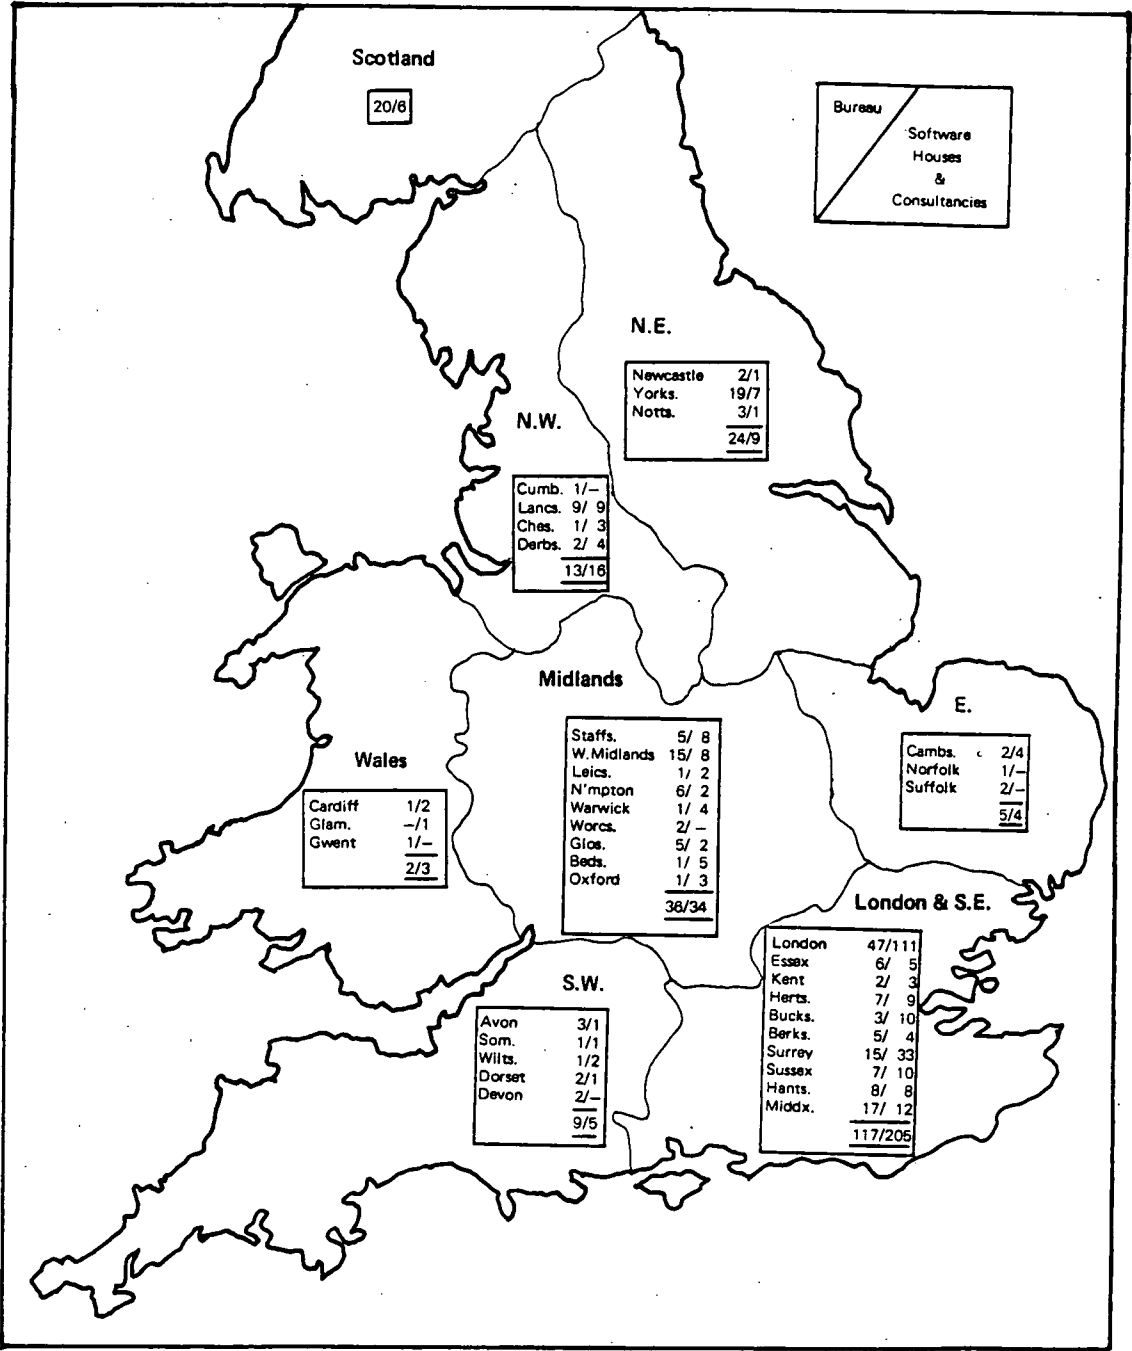 Scotland
20/6
Bureau
Software
Houses
&
Consultancies
N.E.
Newcastle 2/1
Yorks. 19/7
Notts. 3/1
24/9
N.W.
Cumb. 1/–
Lancs. 9/ 9
Ches. 1/ 3
Derbs. 2/ 4
13/16
Midlands
Staffs. 5/ 8
W.Midlands 15/ 8
Leics. 1/ 2
N'mpton 6/ 2
Warwick 1/ 4
Worcs. 2/ –
Glos. 5/ 2
Beds. 1/ 5
Oxford 1/ 3
36/34
E.
Cambs. 2/4
Norfolk 1/–
Suffolk 2/–
5/4
Wales
Cardiff 1/2
Glam. –/1
Gwent 1/–
2/3
London & S.E.
London 47/111
Essex 6/ 5
Kent 2/ 3
Herts. 7/ 9
Bucks. 3/ 10
Berks. 5/ 4
Surrey 15/ 33
Sussex 7/ 10
Hants. 8/ 8
Middx. 17/ 12
117/205
S.W.
Avon 3/1
Som. 1/1
Wilts. 1/2
Dorset 2/1
Devon 2/–
9/5